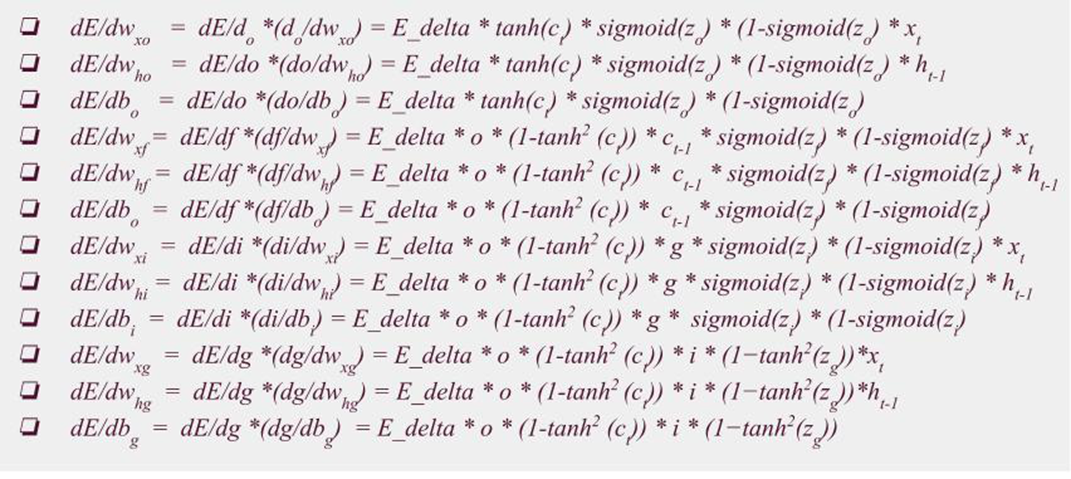 ❏ dE/dw_xo = dE/d_o *(d_o/dw_xo) = E_delta * tanh(c_t) * sigmoid(z_o) * (1-sigmoid(z_o) * x_t
❏ dE/dw_ho = dE/do *(do/dw_ho) = E_delta * tanh(c_t) * sigmoid(z_o) * (1-sigmoid(z_o) * h_t-1
❏ dE/db_o = dE/do *(do/db_o) = E_delta * tanh(c_t) * sigmoid(z_o) * (1-sigmoid(z_o)
❏ dE/dw_xf = dE/df *(df/dw_xf) = E_delta * o * (1-tanh² (c_t)) * c_t-1 * sigmoid(z_f) * (1-sigmoid(z_f) * x_t
❏ dE/dw_hf = dE/df *(df/dw_hf) = E_delta * o * (1-tanh² (c_t)) * c_t-1 * sigmoid(z_f) * (1-sigmoid(z_f) * h_t-1
❏ dE/db_o = dE/df *(df/db_o) = E_delta * o * (1-tanh² (c_t)) * c_t-1 * sigmoid(z_f) * (1-sigmoid(z_f)
❏ dE/dw_xi = dE/di *(di/dw_xi) = E_delta * o * (1-tanh² (c_t)) * g * sigmoid(z_i) * (1-sigmoid(z_i) * x_t
❏ dE/dw_hi = dE/di *(di/dw_hi) = E_delta * o * (1-tanh² (c_t)) * g * sigmoid(z_i) * (1-sigmoid(z_i) * h_t-1
❏ dE/db_i = dE/di *(di/db_i) = E_delta * o * (1-tanh² (c_t)) * g * sigmoid(z_i) * (1-sigmoid(z_i)
❏ dE/dw_xg = dE/dg *(dg/dw_xg) = E_delta * o * (1-tanh² (c_t)) * i * (1−tanh²(z_g))*x_t
❏ dE/dw_hg = dE/dg *(dg/dw_hg) = E_delta * o * (1-tanh² (c_t)) * i * (1−tanh²(z_g))*h_t-1
❏ dE/db_g = dE/dg *(dg/db_g) = E_delta * o * (1-tanh² (c_t)) * i * (1−tanh²(z_g))